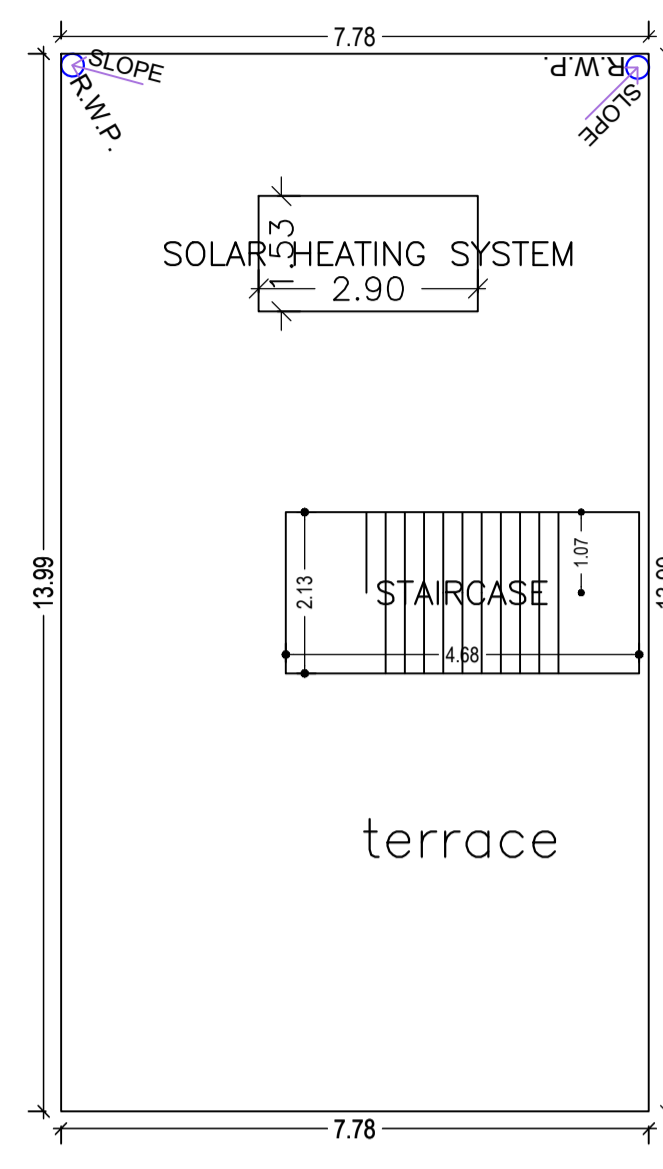 7.78
SLOPE
R.W.P.
R.W.P.
SLOPE
1.53
SOLAR HEATING SYSTEM
2.90
13.99
1.07
2.13
STAIRCASE
4.68
terrace
7.78